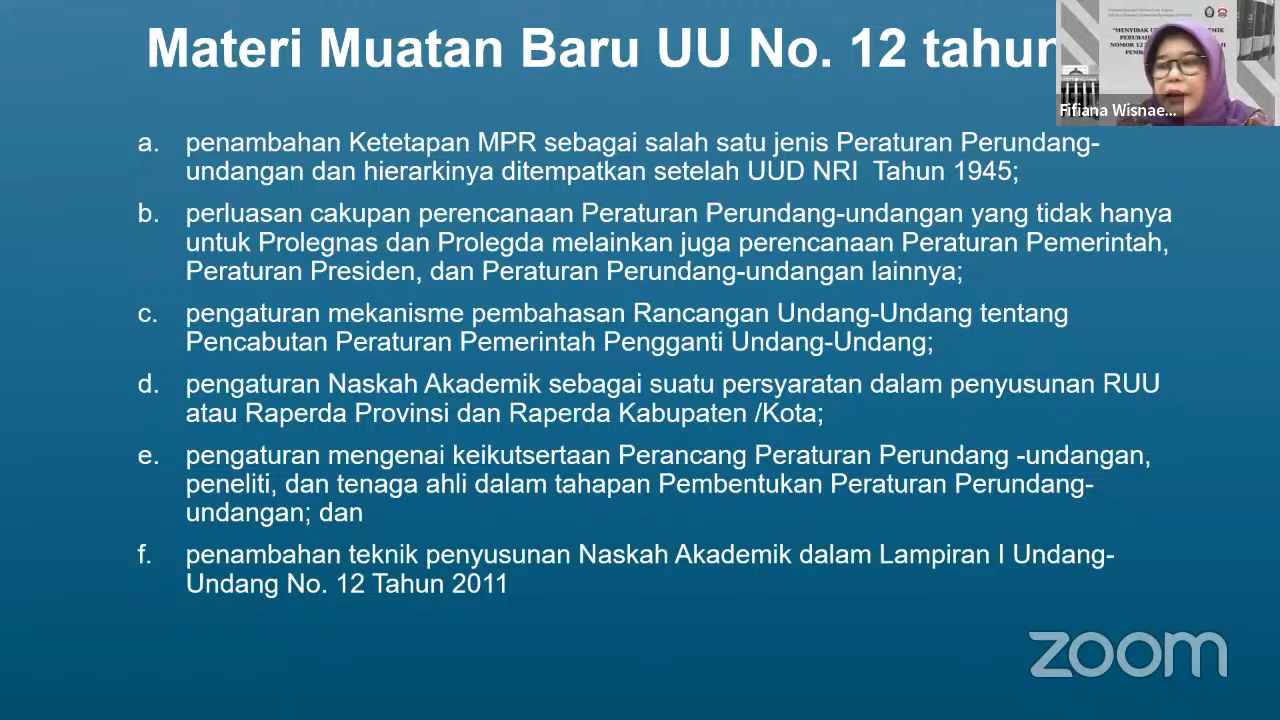 Materi Muatan Baru UU No. 12 tahun
a. penambahan Ketetapan MPR sebagai salah satu jenis Peraturan Perundang-
undangan dan hierarkinya ditempatkan setelah UUD NRI Tahun 1945;
b. perluasan cakupan perencanaan Peraturan Perundang-undangan yang tidak hanya
untuk Prolegnas dan Prolegda melainkan juga perencanaan Peraturan Pemerintah,
Peraturan Presiden, dan Peraturan Perundang-undangan lainnya;
c. pengaturan mekanisme pembahasan Rancangan Undang-Undang tentang
Pencabutan Peraturan Pemerintah Pengganti Undang-Undang;
d. pengaturan Naskah Akademik sebagai suatu persyaratan dalam penyusunan RUU
atau Raperda Provinsi dan Raperda Kabupaten /Kota;
e. pengaturan mengenai keikutsertaan Perancang Peraturan Perundang -undangan,
peneliti, dan tenaga ahli dalam tahapan Pembentukan Peraturan Perundang-
undangan; dan
f. penambahan teknik penyusunan Naskah Akademik dalam Lampiran I Undang-
Undang No. 12 Tahun 2011
"MENYIBAK
NOMOR 12
Fifiana Wisnae...
zoom